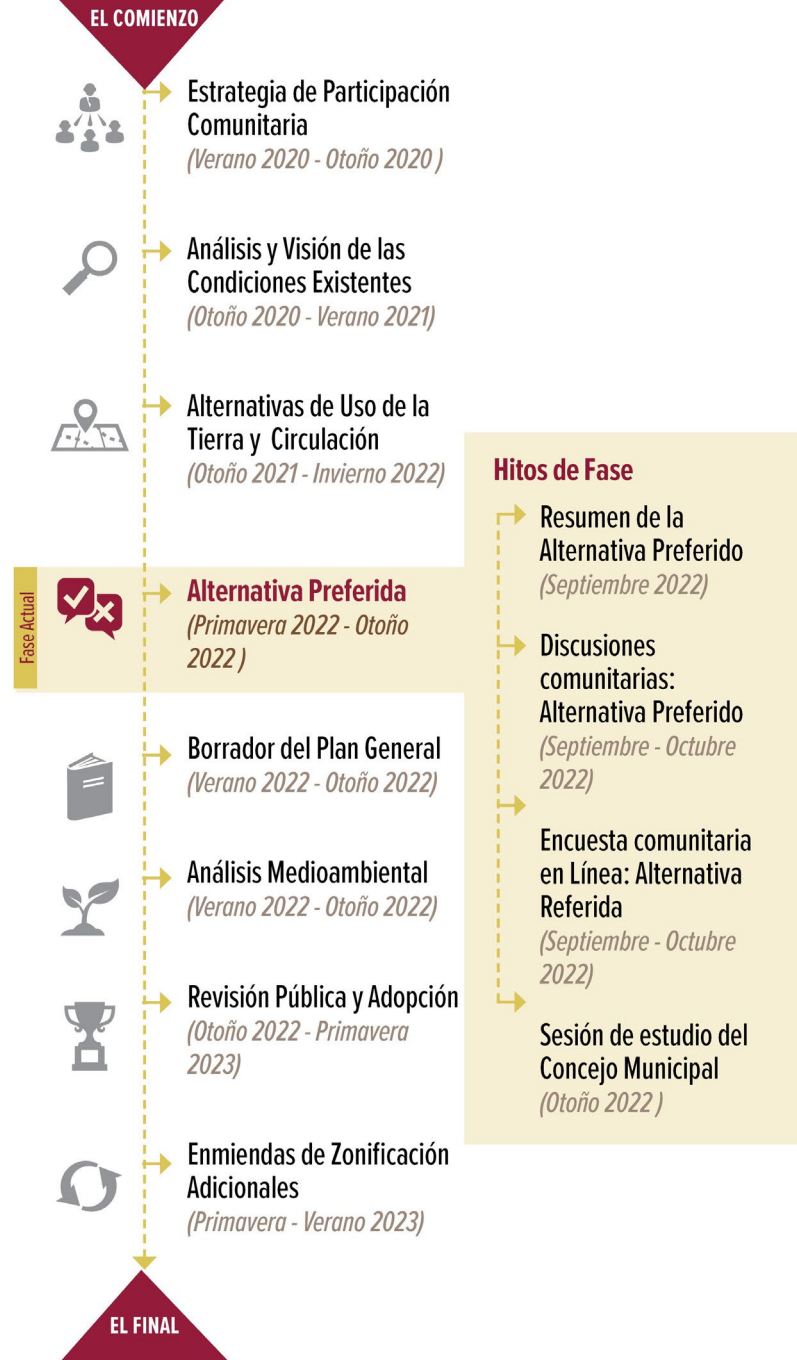 EL COMIENZO
Estrategia de Participación
Comunitaria
(Verano 2020 - Otoño 2020 )
Análisis y Visión de las
Condiciones Existentes
(Otoño 2020 - Verano 2021)
Alternativas de Uso de la
Tierra y Circulación
(Otoño 2021 - Invierno 2022)
Fase Actual
Alternativa Preferida
(Primavera 2022 - Otoño
2022 )
Borrador del Plan General
(Verano 2022 - Otoño 2022)
Análisis Medioambiental
(Verano 2022 - Otoño 2022)
Revisión Pública y Adopción
(Otoño 2022 - Primavera
2023)
Enmiendas de Zonificación
Adicionales
(Primavera - Verano 2023)
EL FINAL
Hitos de Fase
Resumen de la
Alternativa Preferido
(Septiembre 2022)
Discusiones
comunitarias:
Alternativa Preferido
(Septiembre - Octubre
2022)
Encuesta comunitaria
en Línea: Alternativa
Referida
(Septiembre - Octubre
2022)
Sesión de estudio del
Concejo Municipal
(Otoño 2022 )